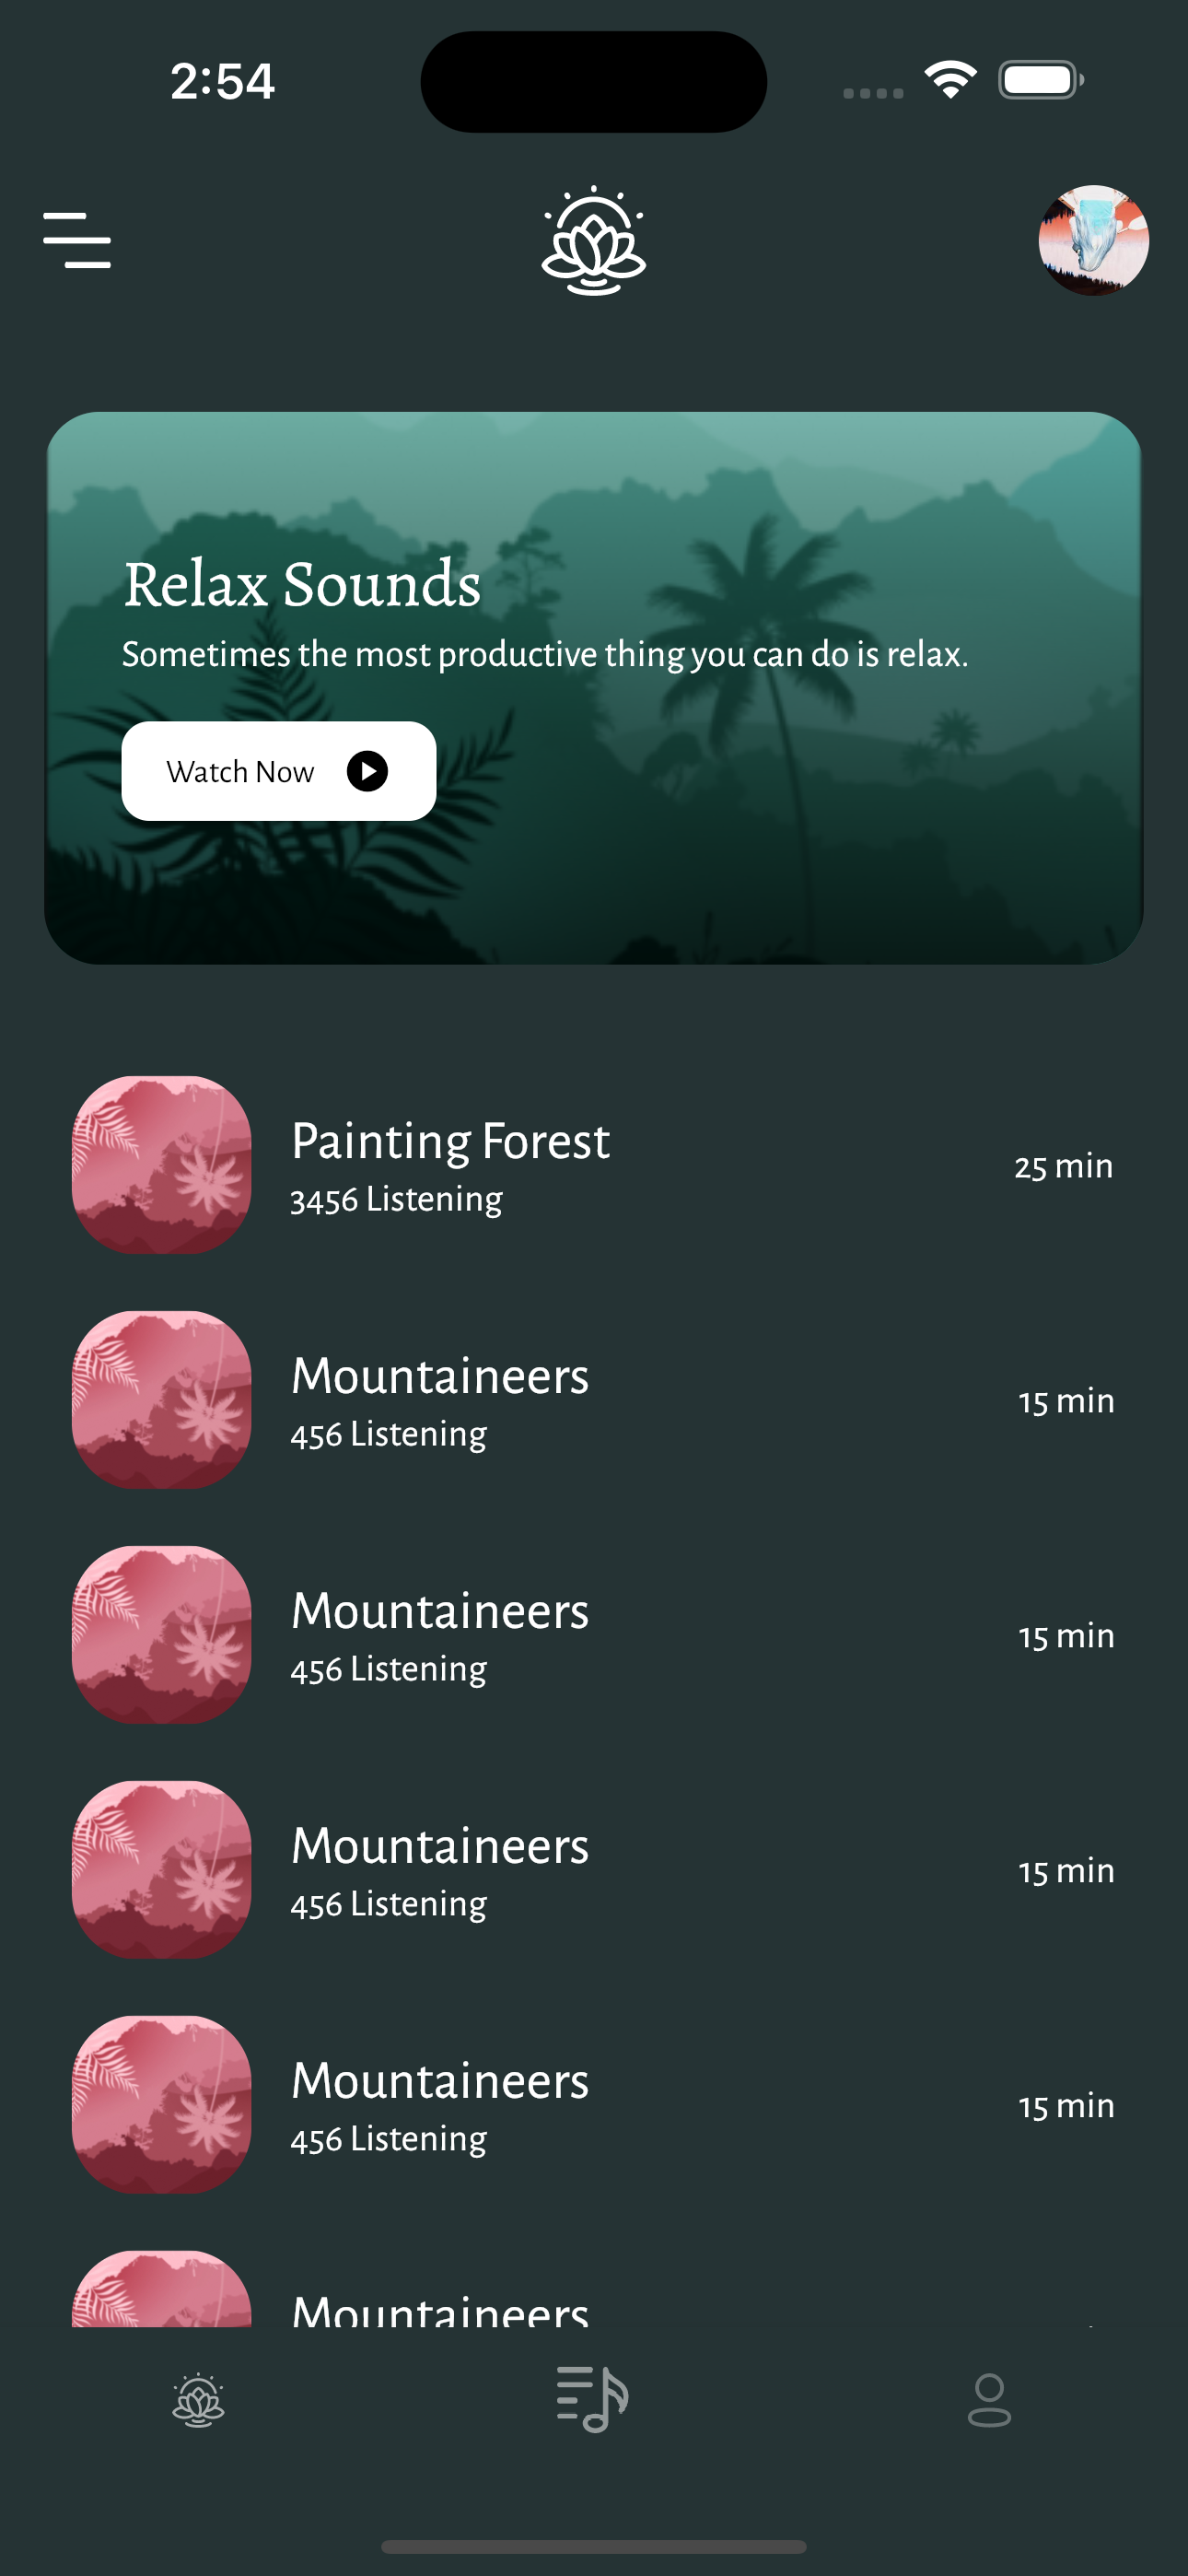 2:54
Relax Sounds
Sometimes the most productive thing you can do is relax.
Watch Now
Painting Forest
3456 Listening
25 min
Mountaineers
456 Listening
15 min
Mountaineers
456 Listening
15 min
Mountaineers
456 Listening
15 min
Mountaineers
456 Listening
15 min
Mountaineers